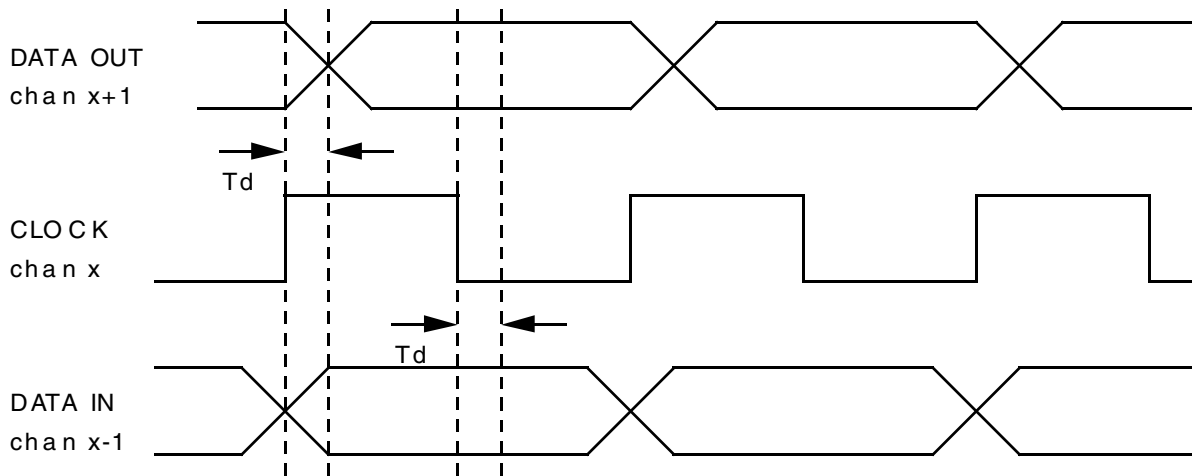 DATA OUT
chan x+1
Td
CLOCK
chan x
Td
DATA IN
chan x-1